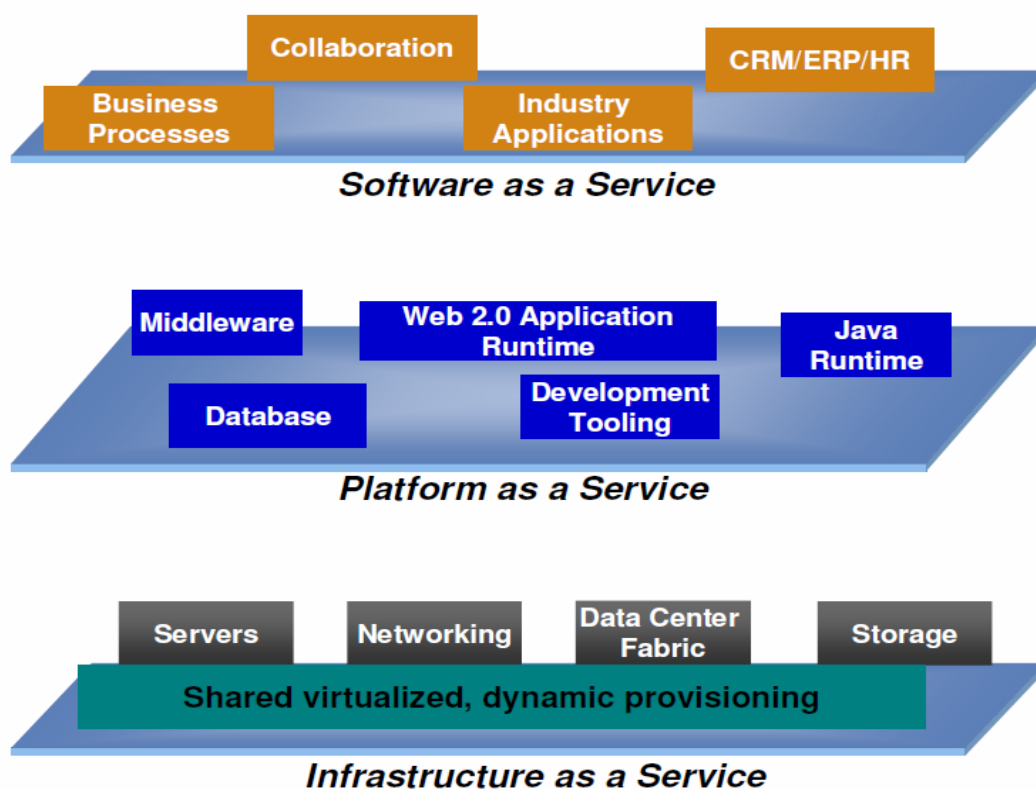 Collaboration
CRM/ERP/HR
Business
Processes
Industry
Applications
Software as a Service
Middleware
Web 2.0 Application
Runtime
Java
Runtime
Database
Development
Tooling
Platform as a Service
Servers
Networking
Data Center
Fabric
Storage
Shared virtualized, dynamic provisioning
Infrastructure as a Service